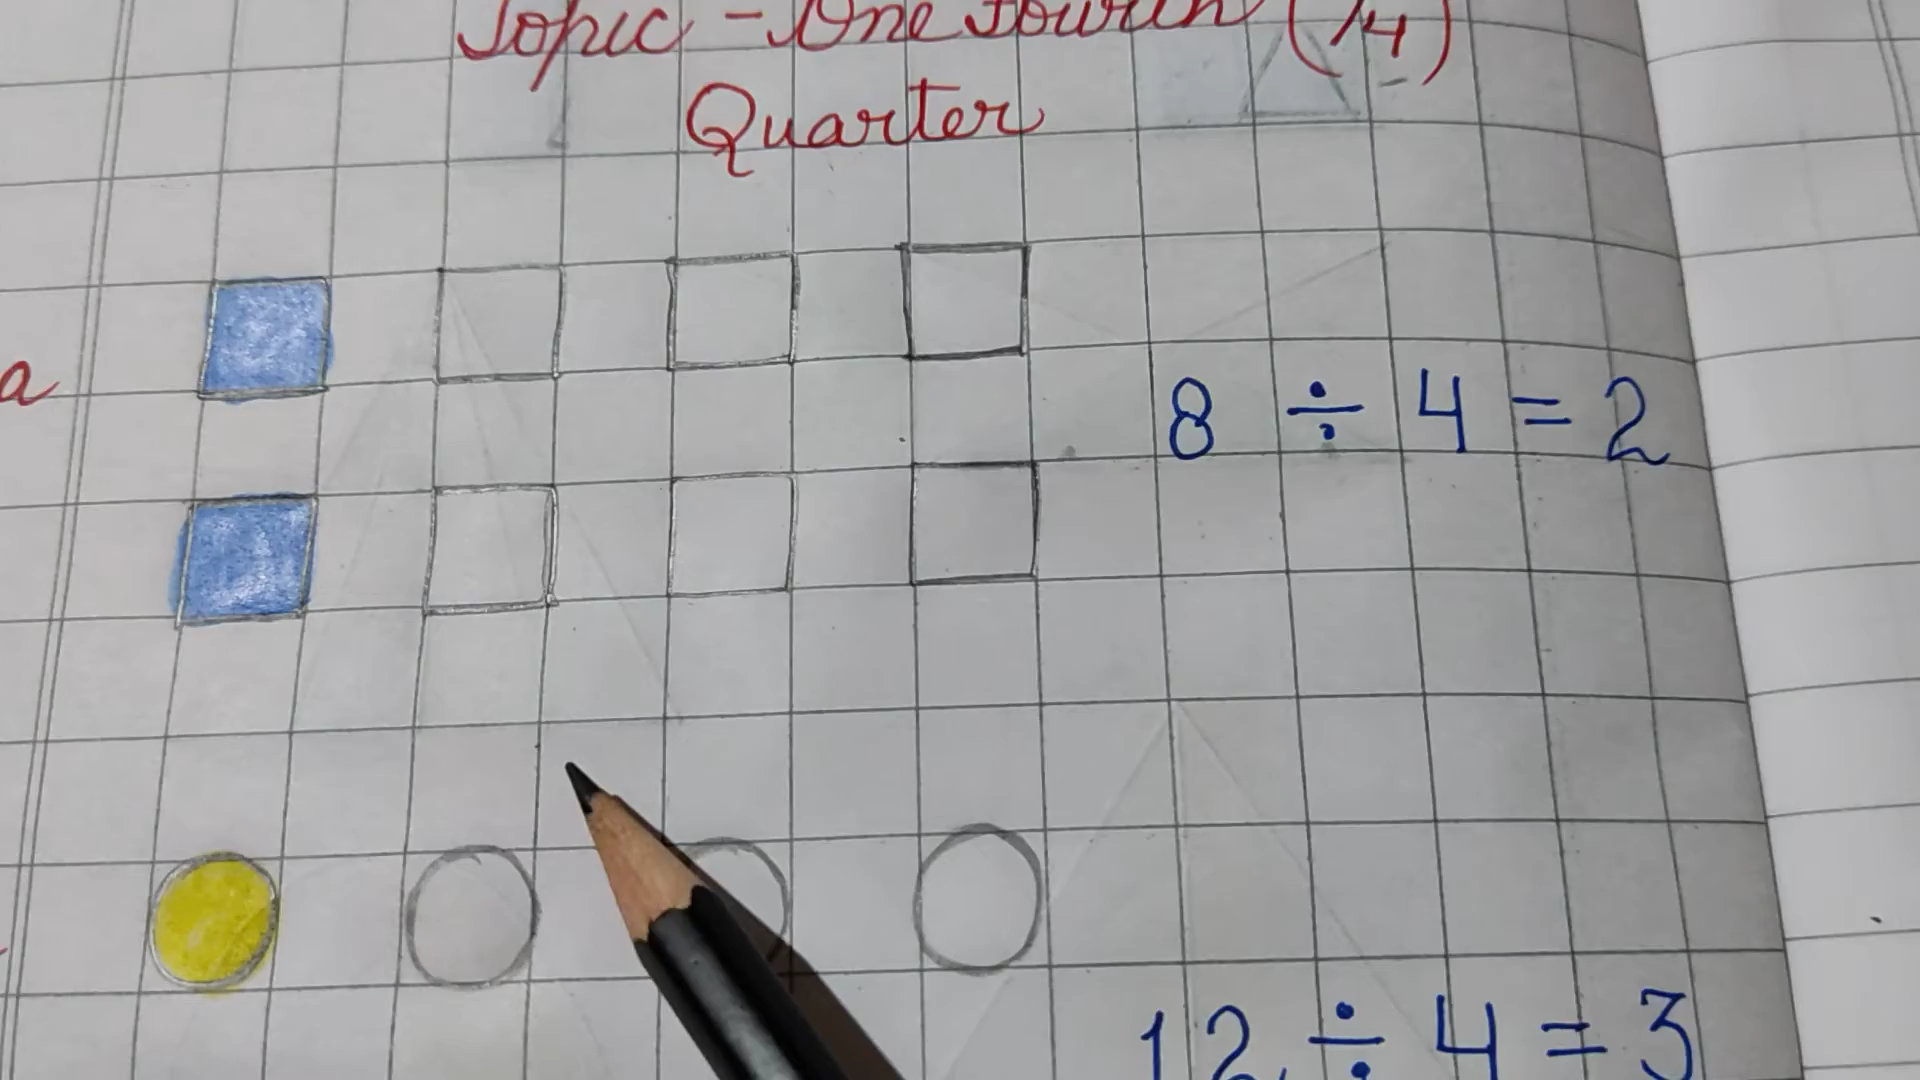 Topic - One Fourth (1/4)
Quarter
a
8 ÷ 4 = 2
12 ÷ 4 = 3